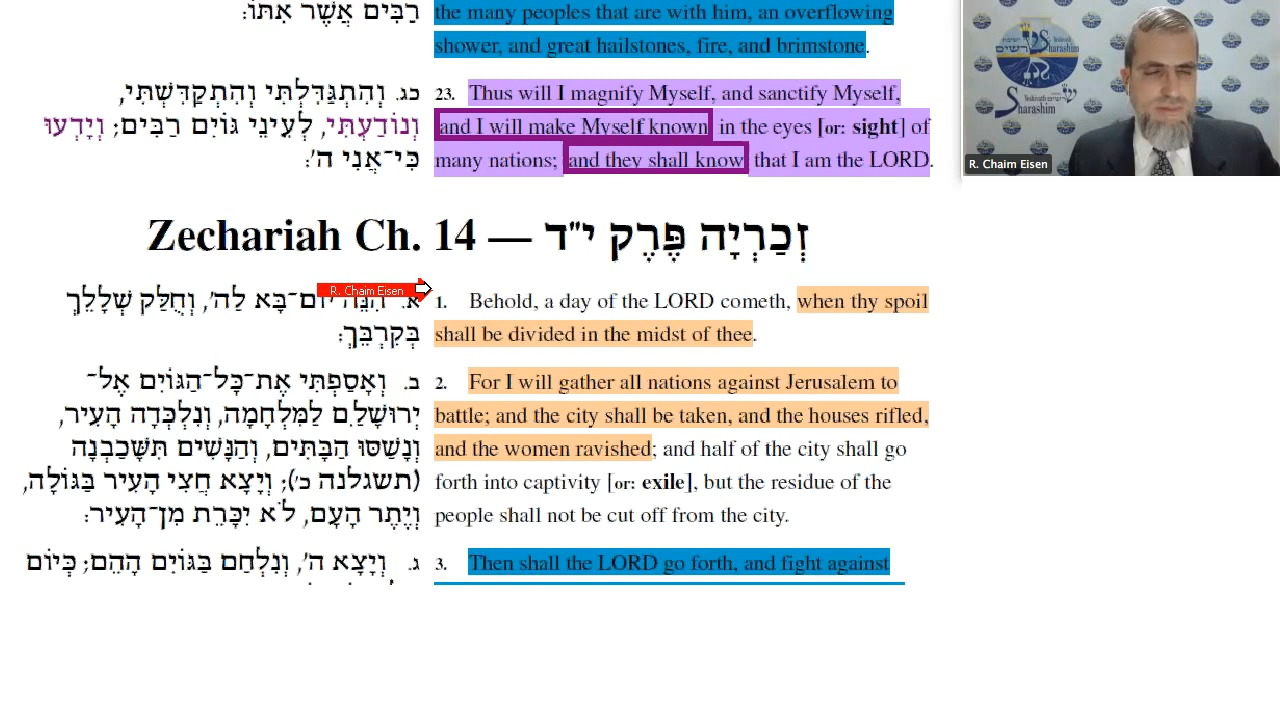 רַבִּים אֲשֶׁר אִתּוֹ:
the many peoples that are with him, an overflowing
shower, and great hailstones, fire, and brimstone.
כג. וְהִתְגַּדִּלְתִּי וְהִתְקַדִּשְׁתִּי,
וְנוֹדַעְתִּי, לְעֵינֵי גּוֹיִם רַבִּים; וְיָדְעוּ
כִּי־אֲנִי ה':
23. Thus will I magnify Myself, and sanctify Myself,
and I will make Myself known in the eyes [or: sight] of
many nations; and they shall know that I am the LORD.
Zechariah Ch. 14 — זְכַרְיָה פֶּרֶק י"ד
א. הִנֵּה יוֹם־בָּא לַה', וְחֻלַּק שְׁלָלֵךְ
בְּקִרְבֵּךְ:
1. Behold, a day of the LORD cometh, when thy spoil
shall be divided in the midst of thee.
ב. וְאָסַפְתִּי אֶת־כָּל־הַגּוֹיִם אֶל־
יְרוּשָׁלַםִ לַמִּלְחָמָה, וְנִלְכְּדָה הָעִיר,
וְנָשַׁסּוּ הַבָּתִּים, וְהַנָּשִׁים תִּשָּׁכַבְנָה
(תשגלנה כ'); וְיָצָא חֲצִי הָעִיר בַּגּוֹלָה,
וְיֶתֶר הָעָם, לֹא יִכָּרֵת מִן־הָעִיר:
2. For I will gather all nations against Jerusalem to
battle; and the city shall be taken, and the houses rifled,
and the women ravished; and half of the city shall go
forth into captivity [or: exile], but the residue of the
people shall not be cut off from the city.
ג. וְיָצָא ה', וְנִלְחַם בַּגּוֹיִם הָהֵם; כְּיוֹם
3. Then shall the LORD go forth, and fight against
R. Chaim Eisen
Sharashim
Yeshivath
Sharashim
R. Chaim Eisen